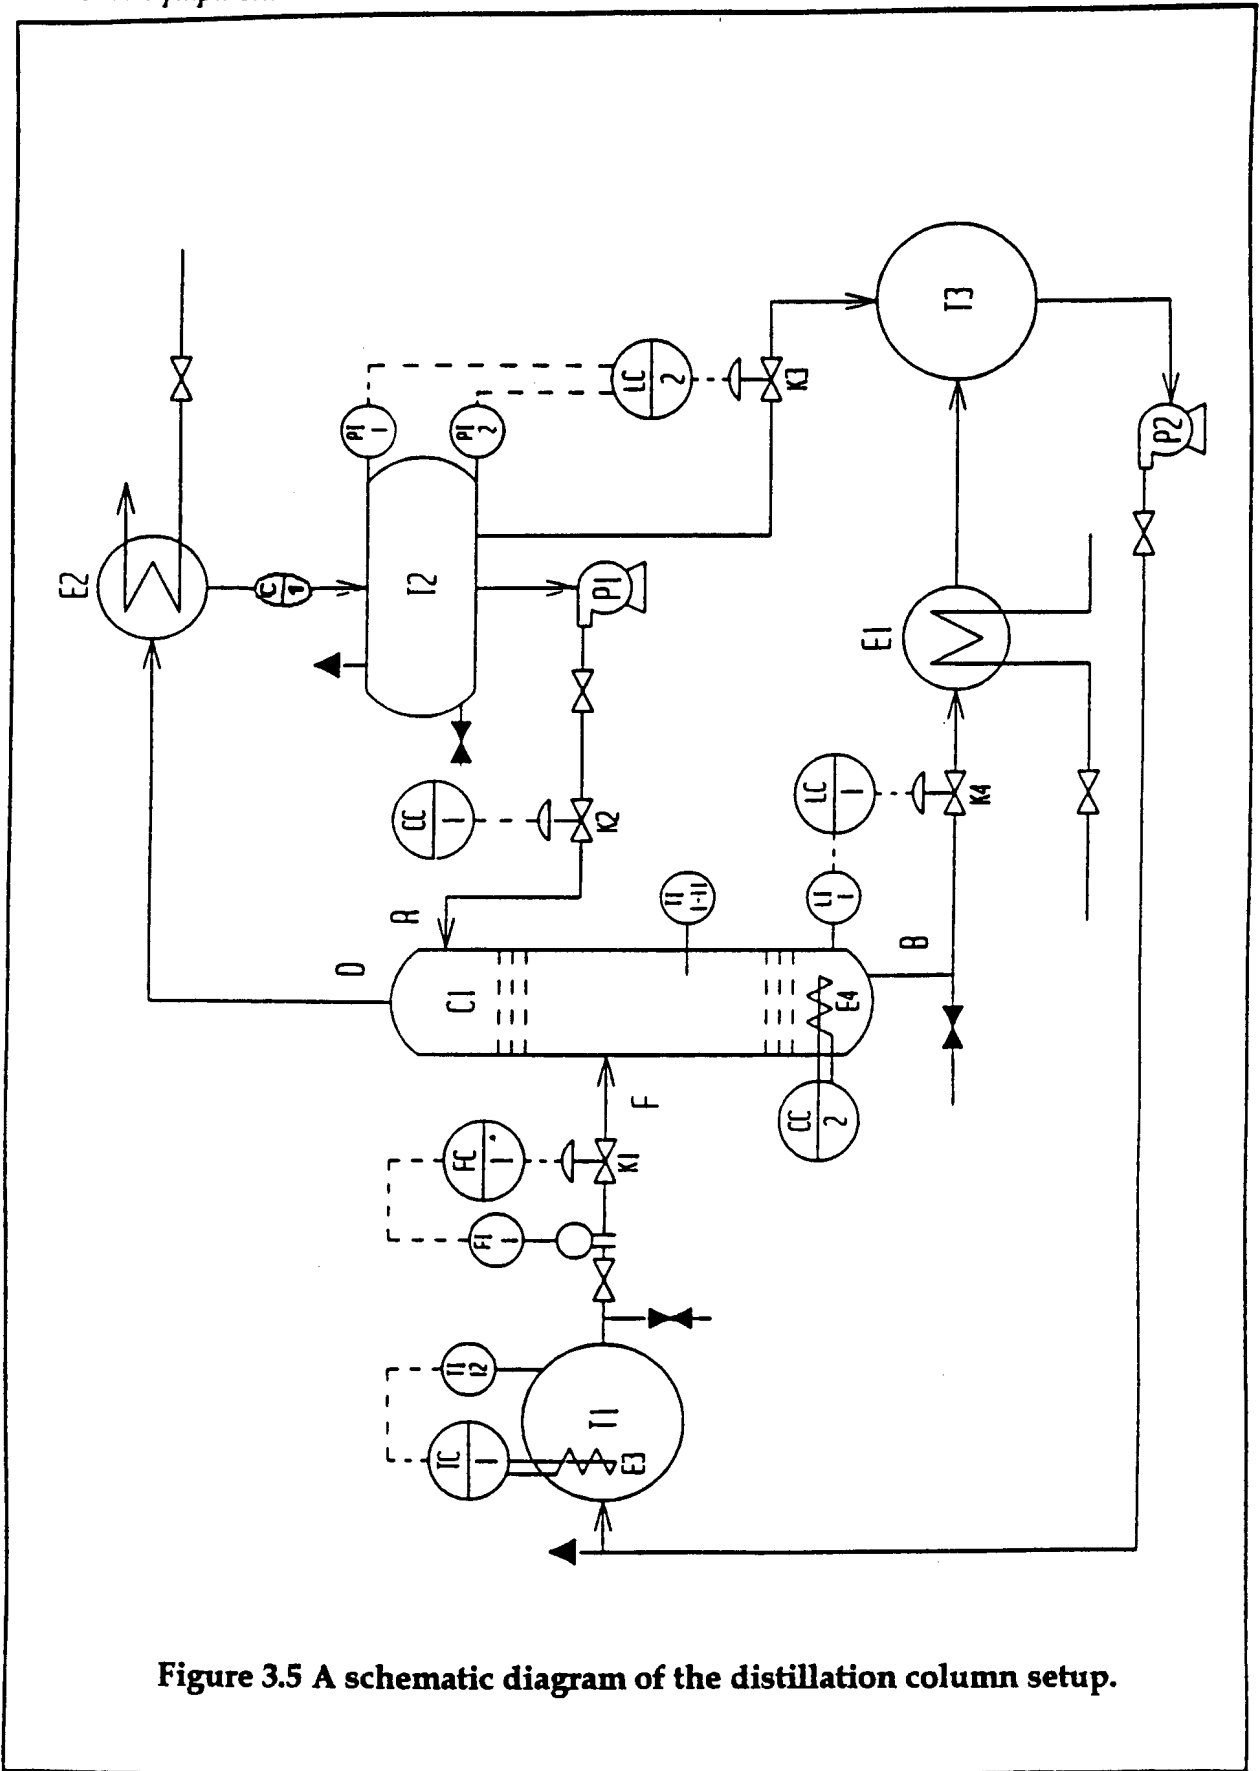 E2
C
1
T2
PI
1
PI
2
LC
2
K3
T3
P1
P2
E1
CC
1
K2
LC
1
K4
R
D
C1
TI
1-11
LI
1
B
E4
CC
2
F
FC
1
K1
FI
1
TI
12
TC
1
T1
E3
Figure 3.5 A schematic diagram of the distillation column setup.